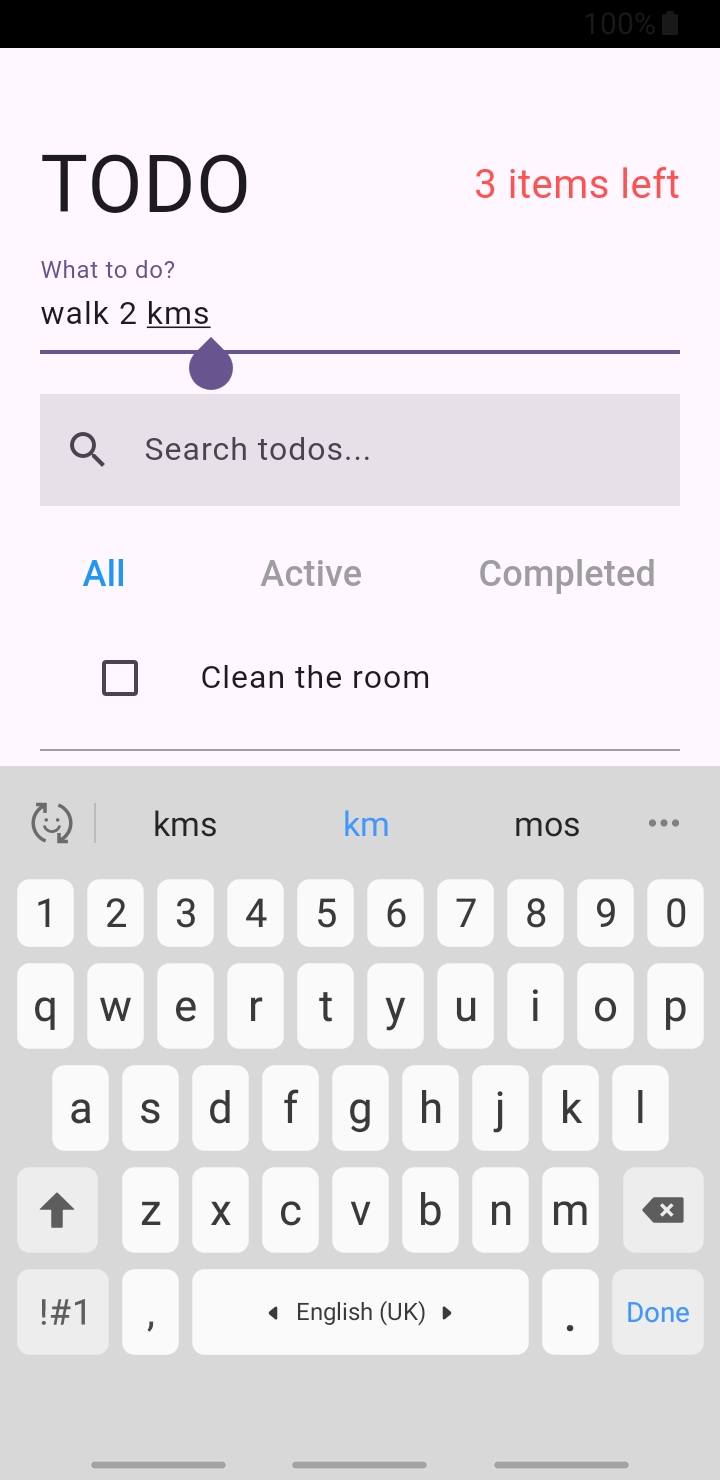 100%
TODO
3 items left
What to do?
walk 2 kms
Search todos...
All Active Completed
Clean the room
kms km mos
1 2 3 4 5 6 7 8 9 0
q w e r t y u i o p
a s d f g h j k l
z x c v b n m
!#1 , English (UK) . Done